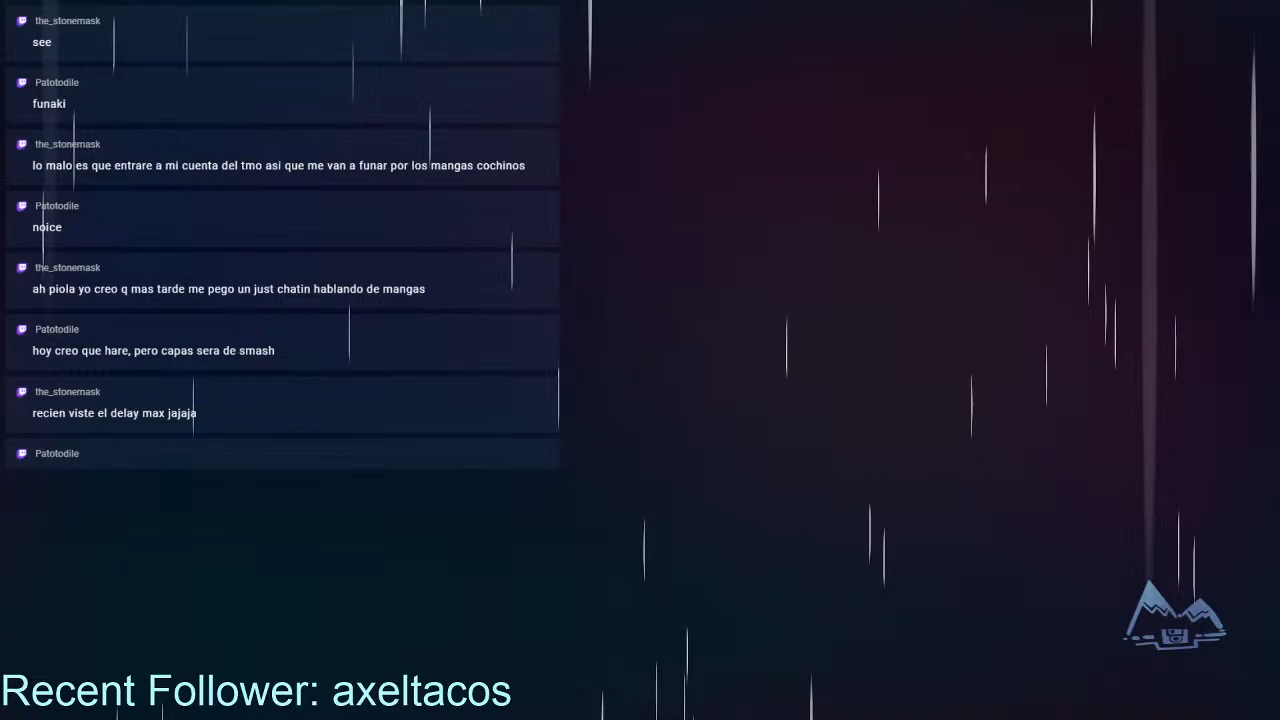 the_stonemask
see
Patotodile
funaki
the_stonemask
lo malo es que entrare a mi cuenta del tmo asi que me van a funar por los mangas cochinos
Patotodile
noice
the_stonemask
ah piola yo creo q mas tarde me pego un just chatin hablando de mangas
Patotodile
hoy creo que hare, pero capas sera de smash
the_stonemask
recien viste el delay max jajaja
Patotodile
Recent Follower: axeltacos